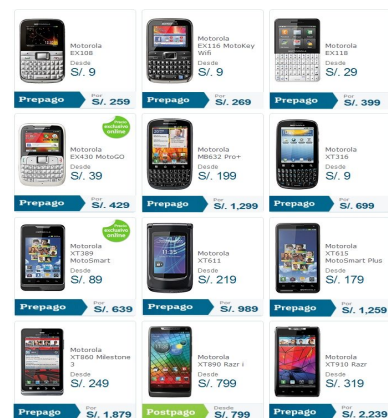 Motorola
EX108
Desde
S/. 9
Prepago
Por
S/. 259
Motorola
EX116 MotoKey
Wifi
Desde
S/. 9
Prepago
Por
S/. 269
Motorola
EX118
Desde
S/. 29
Prepago
Por
S/. 399
Precio
exclusivo
online
Motorola
EX430 MotoGO
Desde
S/. 39
Prepago
Por
S/. 429
Motorola
MB632 Pro+
Desde
S/. 199
Prepago
Por
S/. 1,299
Motorola
XT316
Desde
S/. 9
Prepago
Por
S/. 699
Precio
exclusivo
online
Motorola
XT389
MotoSmart
Desde
S/. 89
Prepago
Por
S/. 639
Motorola
XT611
Desde
S/. 219
Prepago
Por
S/. 989
Motorola
XT615
MotoSmart Plus
Desde
S/. 179
Prepago
Por
S/. 1,259
Motorola
XT860 Milestone
3
Desde
S/. 249
Prepago
Por
S/. 1,879
Motorola
XT890 Razr i
Desde
S/. 799
Postpago
Desde
S/. 799
Motorola
XT910 Razr
Desde
S/. 319
Prepago
Por
S/. 2,239